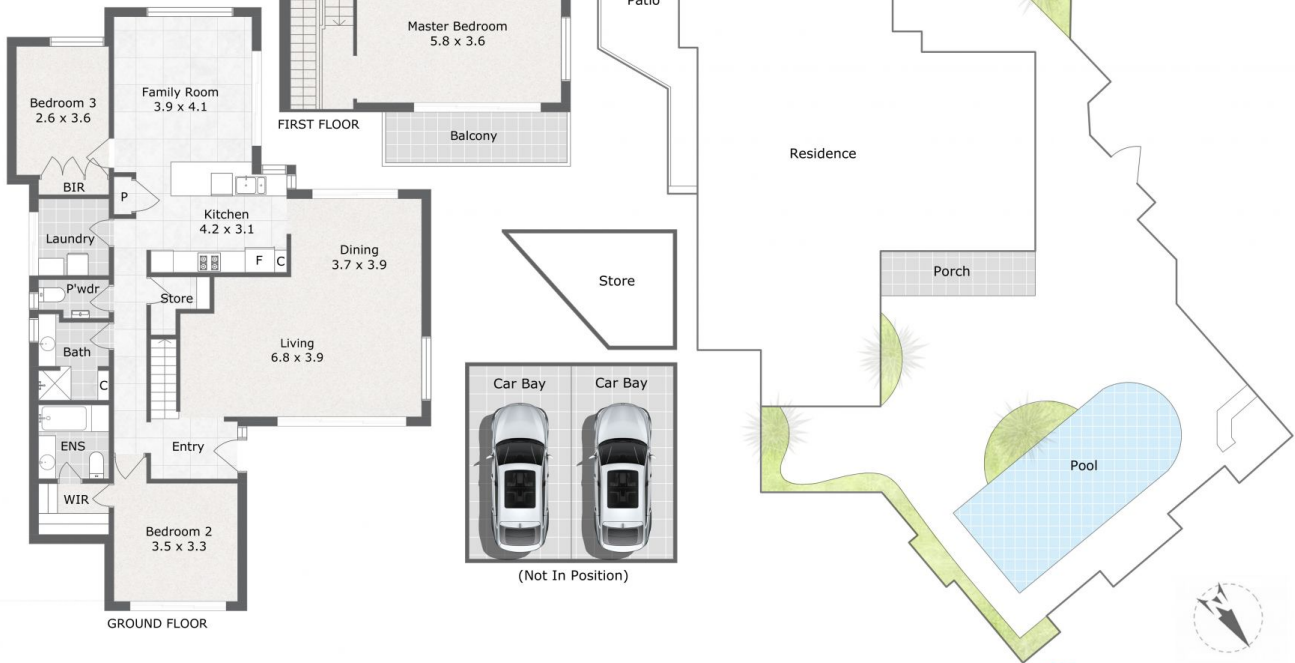 Patio
Master Bedroom
5.8 x 3.6
Family Room
3.9 x 4.1
Bedroom 3
2.6 x 3.6
FIRST FLOOR
Balcony
Residence
BIR
P
Kitchen
4.2 x 3.1
Laundry
Dining
3.7 x 3.9
F
C
Porch
Store
P'wdr
Store
Living
6.8 x 3.9
Bath
C
Car Bay
Car Bay
ENS
Entry
Pool
WIR
Bedroom 2
3.5 x 3.3
(Not In Position)
GROUND FLOOR